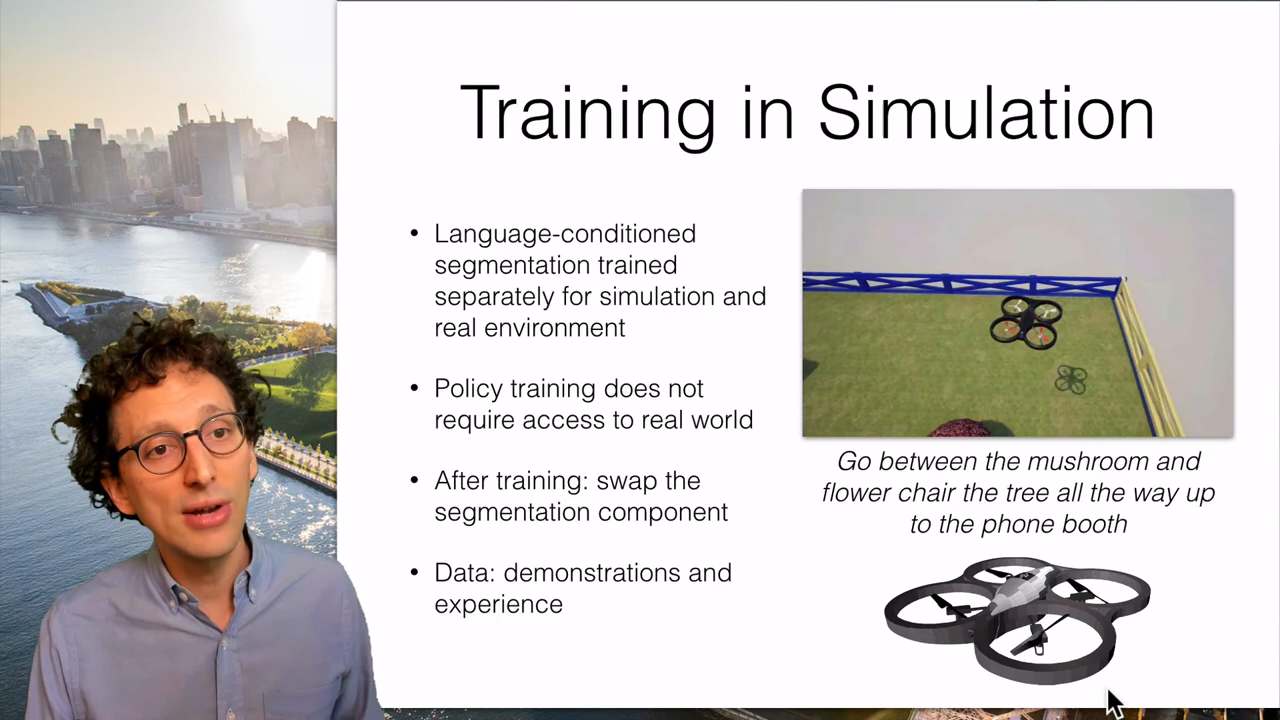 Training in Simulation
• Language-conditioned
segmentation trained
separately for simulation and
real environment
• Policy training does not
require access to real world
• After training: swap the
segmentation component
• Data: demonstrations and
experience
Go between the mushroom and
flower chair the tree all the way up
to the phone booth